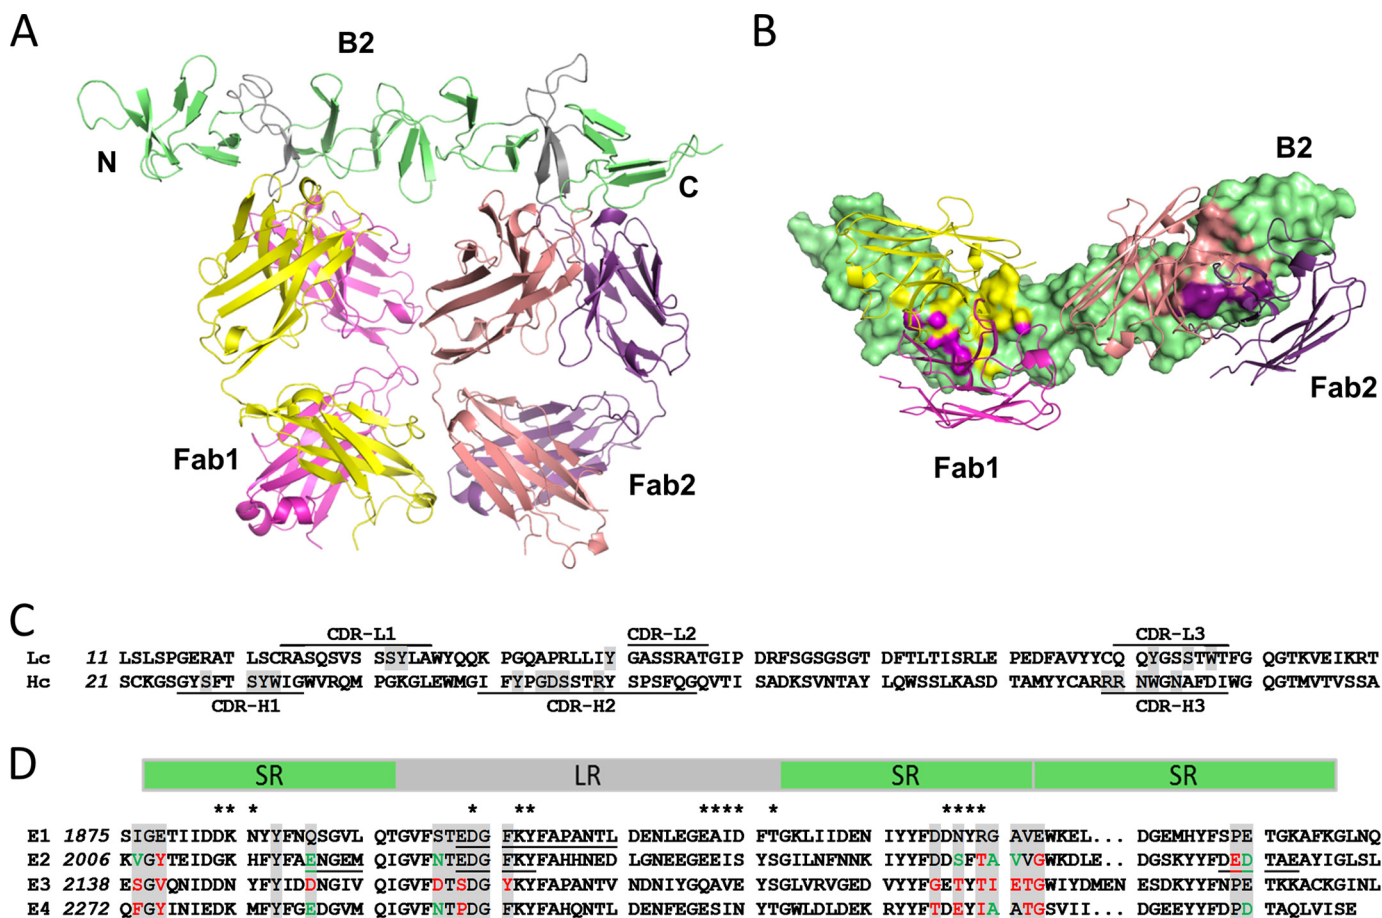 A
B
B2
N
C
Fab1
Fab2
B2
Fab2
Fab1
C
CDR-L1 CDR-L2 CDR-L3
Lc 11 LSLSPGERAT LSCRASQSVS SSYLAWYQQK PGQAPRLLIY GASSRATGIP DRFSGSGSGT DFTLTISRLE PEDFAVYYCQ QYGSSTWTFG QGTKVEIKRT
Hc 21 SCKGSGYSFT SYWIGWVRQM PGKGLEWMGI FYPGDSSTRY SPSFQGQVTI SADKSVNTAY LQWSSLKASD TAMYYCARRR NWGNAFDIWG QGTMVTVSSA
CDR-H1 CDR-H2 CDR-H3
D
SR LR SR SR
** * * ** **** * ****
E1 1875 SIGETIIDDK NYYFNQSGVL QTGVFSTEDG FKYFAPANTL DENLEGEAID FTGKLIIDEN IYYFDDNYRG AVEWKEL... DGEMHYFSPE TGKAFKGLNQ
E2 2006 KVGYTEIDGK HFYFAENGEM QIGVFNTEDG FKYFAHHNED LGNEEGEEIS YSGILNFNNK IYYFDDSFTA VVGWKDLE.. DGSKYYFDED TAEAYIGLSL
E3 2138 ESGVQNIDDN YFYIDDNGIV QIGVFDTSDG YKYFAPANTV NDNIYGQAVE YSGLVRVGED VYYFGETYTI ETGWIYDMEN ESDKYYFNPE TKKACKGINL
E4 2272 QFGYINIEDK MFYFGEDGVM QIGVFNTPDG FKYFAHQNTL DENFEGESIN YTGWLDLDEK RYYFTDEYIA ATGSVII... DGEEYYFDPD TAQLVISE